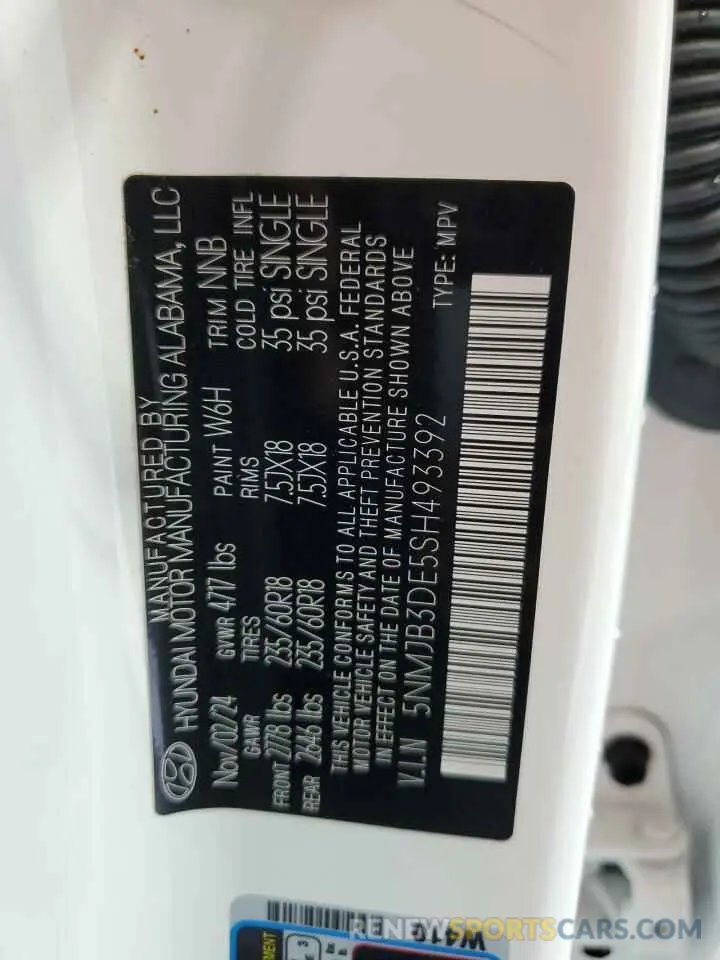 MANUFACTURED BY
HYUNDAI MOTOR MANUFACTURING ALABAMA, LLC
Nov/02/24 GVWR 4717 lbs PAINT W6H TRIM NNB
GAWR TIRES RIMS COLD TIRE INFL
FRONT 2778 lbs 235/60R18 7.5JX18 35 psi SINGLE
REAR 2646 lbs 235/60R18 7.5JX18 35 psi SINGLE
THIS VEHICLE CONFORMS TO ALL APPLICABLE U.S.A. FEDERAL
MOTOR VEHICLE SAFETY AND THEFT PREVENTION STANDARDS
IN EFFECT ON THE DATE OF MANUFACTURE SHOWN ABOVE
V.I.N 5NMJB3DE5SH493392
TYPE: MPV
RENEWSPORTSCARS.COM